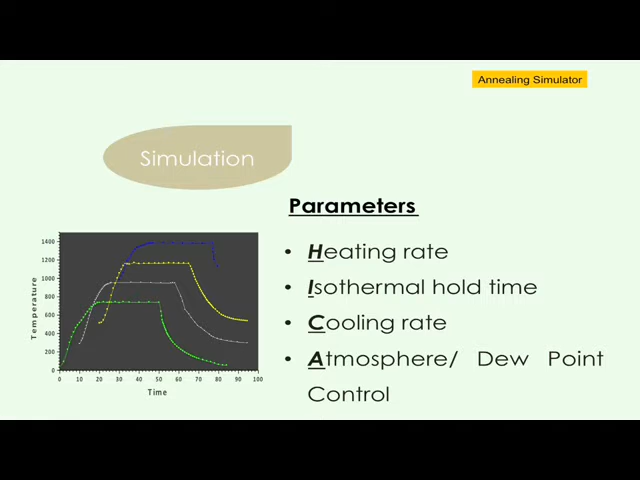 Annealing Simulator
Simulation
Parameters
• Heating rate
• Isothermal hold time
• Cooling rate
• Atmosphere/ Dew Point
Control
Temperature
1400
1200
1000
800
600
400
200
0
0 10 20 30 40 50 60 70 80 90 100
Time